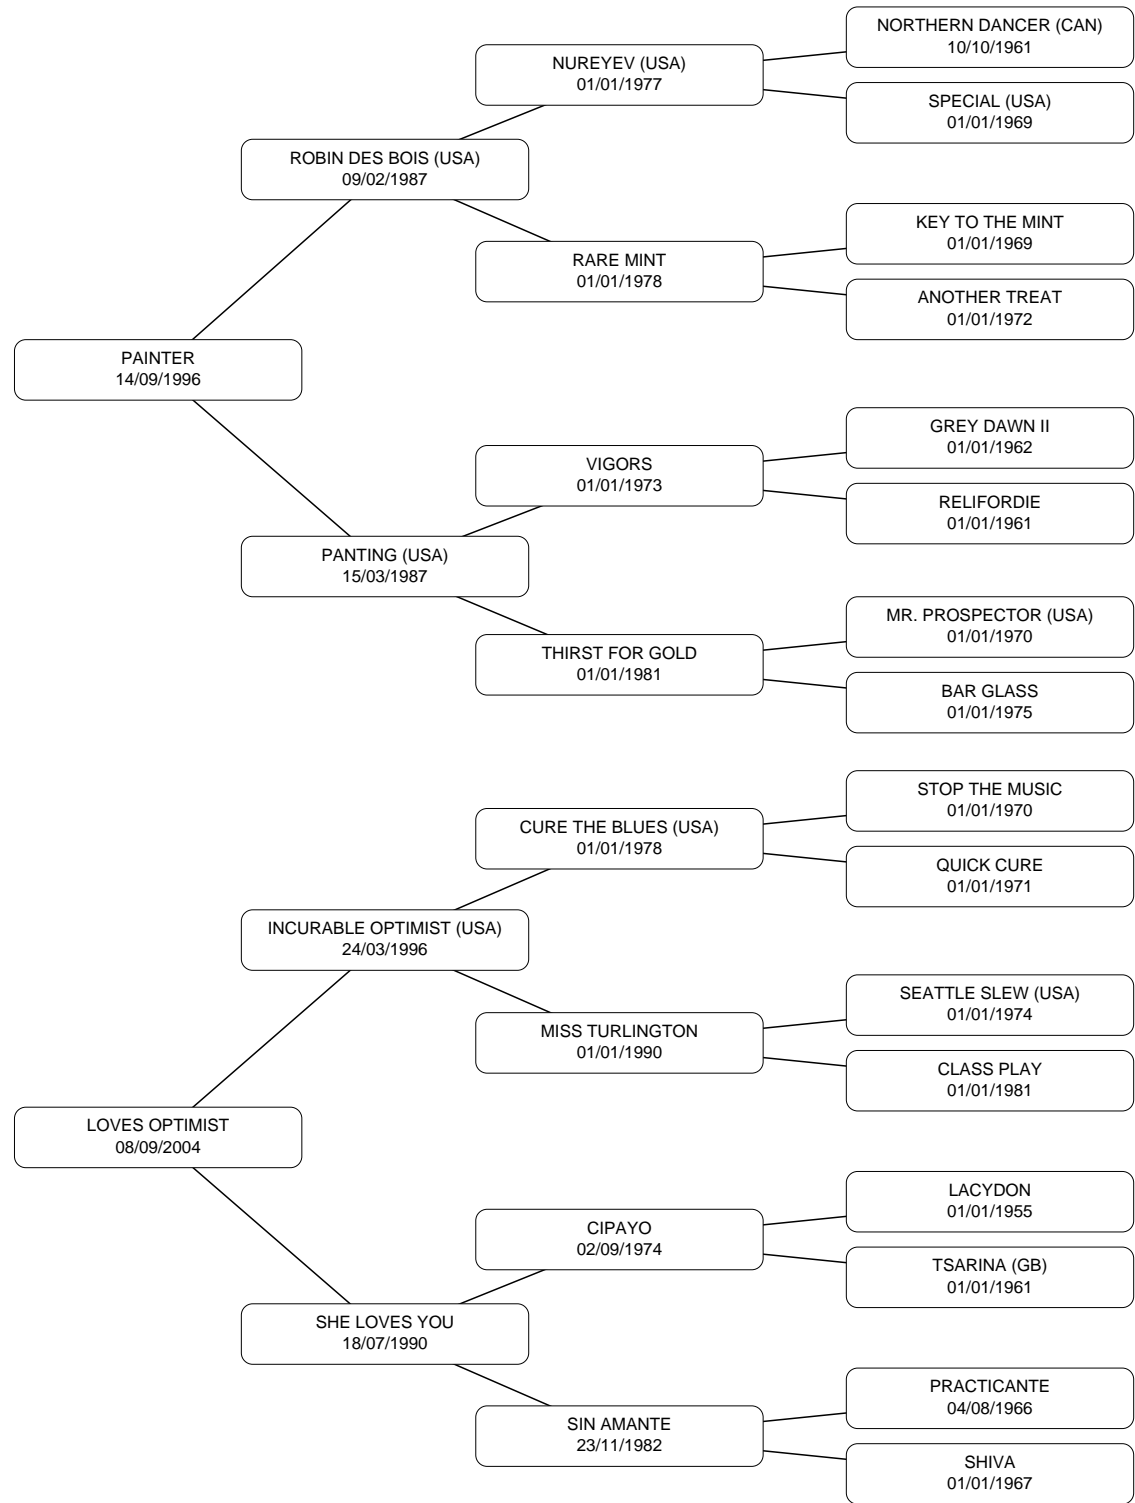 NORTHERN DANCER (CAN)
10/10/1961
NUREYEV (USA)
01/01/1977
SPECIAL (USA)
01/01/1969
ROBIN DES BOIS (USA)
09/02/1987
KEY TO THE MINT
01/01/1969
RARE MINT
01/01/1978
ANOTHER TREAT
01/01/1972
PAINTER
14/09/1996
GREY DAWN II
01/01/1962
VIGORS
01/01/1973
RELIFORDIE
01/01/1961
PANTING (USA)
15/03/1987
MR. PROSPECTOR (USA)
01/01/1970
THIRST FOR GOLD
01/01/1981
BAR GLASS
01/01/1975
STOP THE MUSIC
01/01/1970
CURE THE BLUES (USA)
01/01/1978
QUICK CURE
01/01/1971
INCURABLE OPTIMIST (USA)
24/03/1996
SEATTLE SLEW (USA)
01/01/1974
MISS TURLINGTON
01/01/1990
CLASS PLAY
01/01/1981
LOVES OPTIMIST
08/09/2004
LACYDON
01/01/1955
CIPAYO
02/09/1974
TSARINA (GB)
01/01/1961
SHE LOVES YOU
18/07/1990
PRACTICANTE
04/08/1966
SIN AMANTE
23/11/1982
SHIVA
01/01/1967